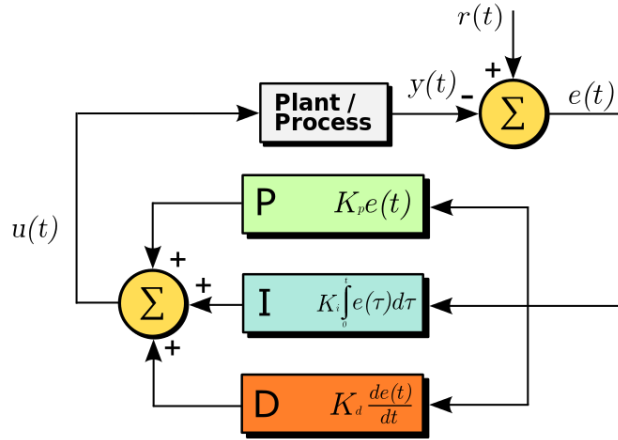 r(t)
+
Plant / Process
y(t)
-
Σ
e(t)
P K_p e(t)
u(t)
+
Σ
+
I K_i ∫_0^t e(τ)dτ
+
D K_d de(t)/dt